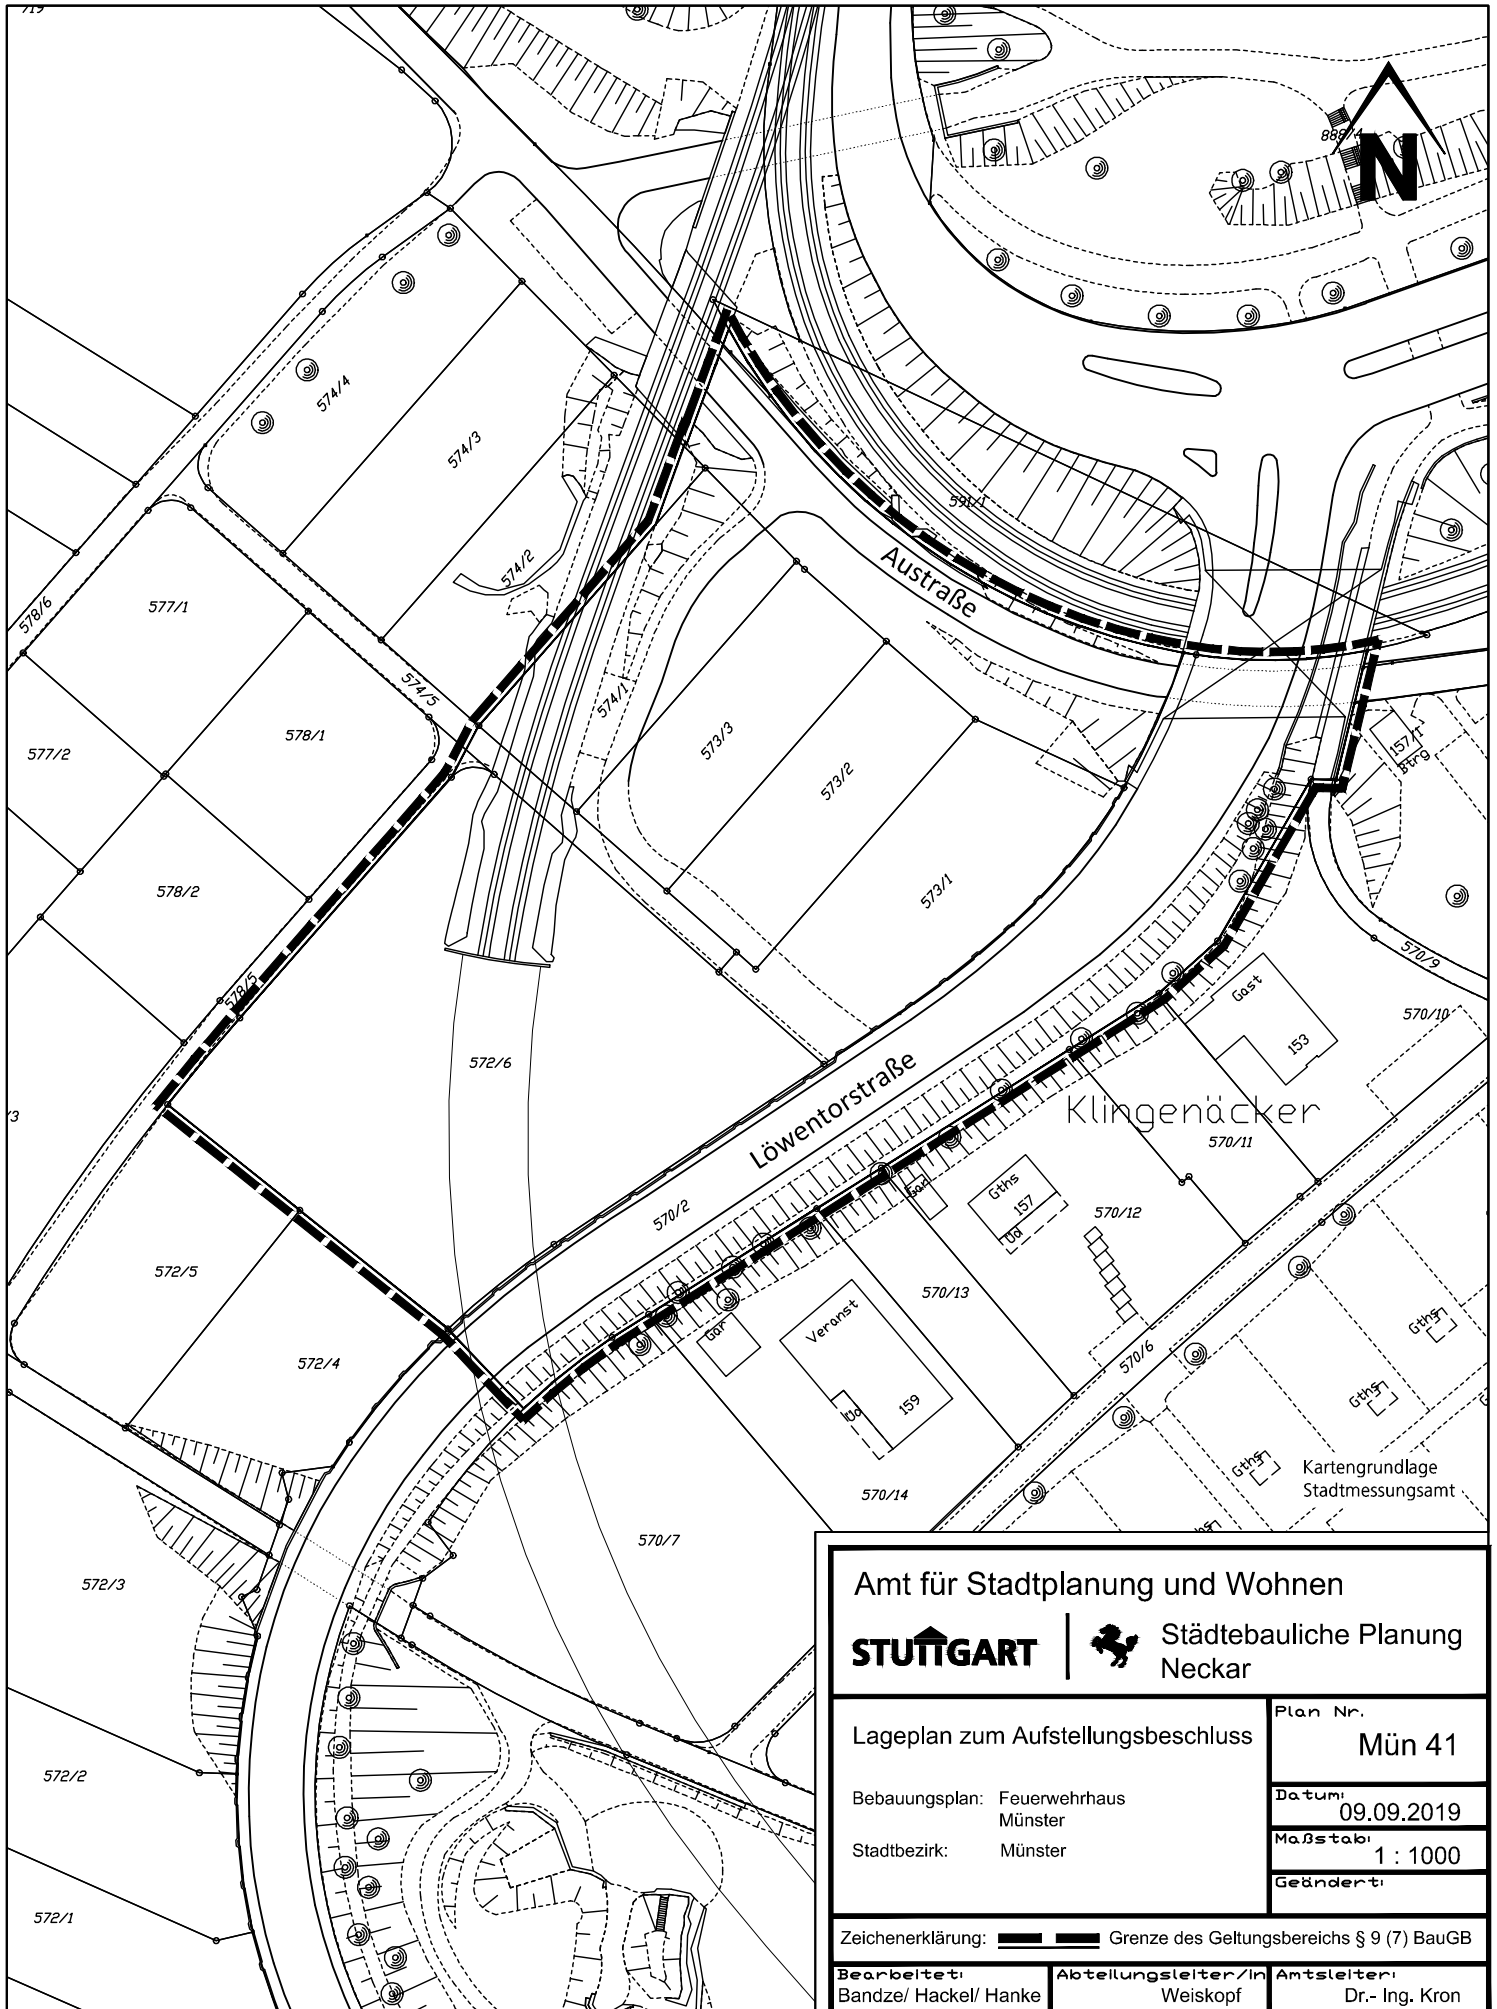 719
888/4
N
574/4
574/3
591/1
Austraße
574/2
578/6
577/1
574/5
574/1
577/2
578/1
573/3
573/2
157/1
Btrg
578/2
573/1
570/9
578/5
Gast
153
570/10
572/6
/3
Löwentorstraße
Klingenäcker
570/11
Gar
Gths
157
Ua
570/12
570/2
572/5
570/13
Veranst
Gar
Gths
570/6
572/4
Gths
Ua
159
Gths
Kartengrundlage
Stadtmessungsamt
570/14
570/7
572/3
572/2
572/1
Amt für Stadtplanung und Wohnen
STUTTGART
Städtebauliche Planung
Neckar
Lageplan zum Aufstellungsbeschluss
Plan Nr.
Mün 41
Bebauungsplan: Feuerwehrhaus
Münster
Datum:
09.09.2019
Stadtbezirk: Münster
Maßstab:
1 : 1000
Geändert:
Zeichenerklärung: Grenze des Geltungsbereichs § 9 (7) BauGB
Bearbeitet:
Bandze/ Hackel/ Hanke
Abteilungsleiter/in
Weiskopf
Amtsleiter:
Dr.- Ing. Kron